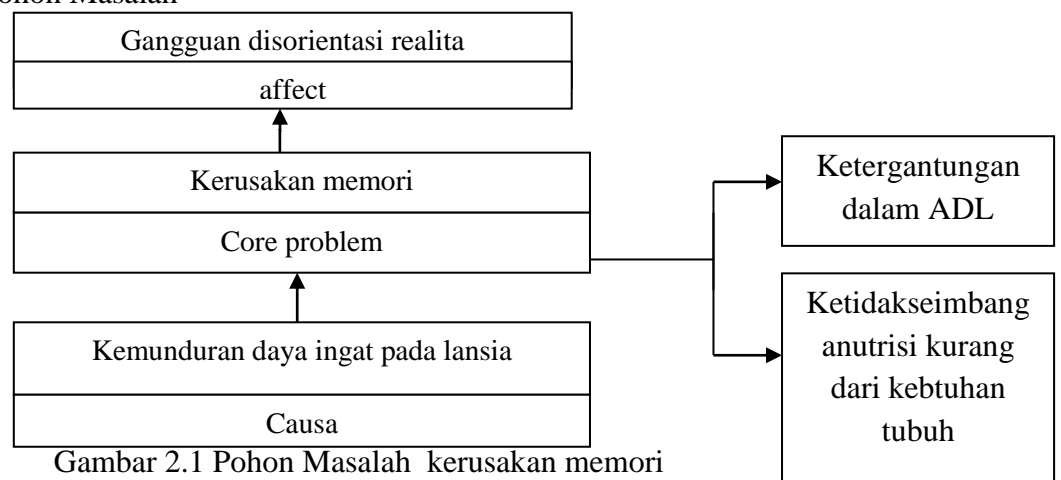 Pohon Masalah
Gangguan disorientasi realita
affect
Kerusakan memori
Core problem
Kemunduran daya ingat pada lansia
Causa
Ketergantungan
dalam ADL
Ketidakseimbang
anutrisi kurang
dari kebtuhan
tubuh
Gambar 2.1 Pohon Masalah kerusakan memori